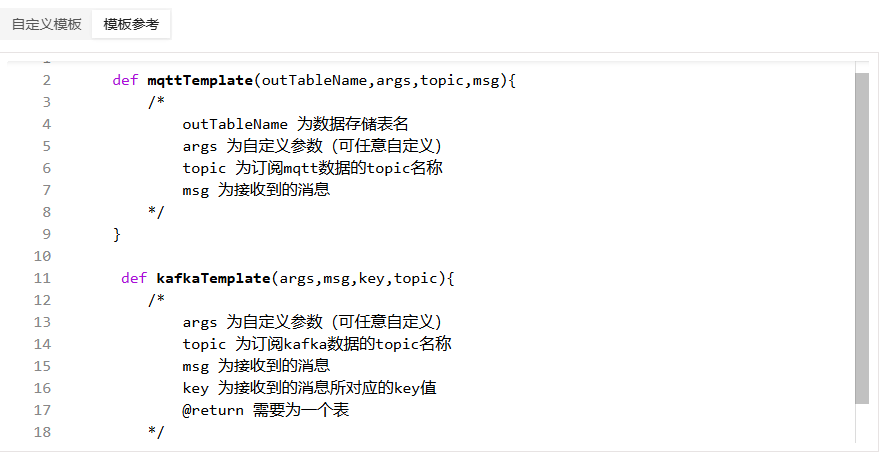 自定义模板 模板参考
1
2 def mqttTemplate(outTableName,args,topic,msg){
3 /*
4 outTableName 为数据存储表名
5 args 为自定义参数（可任意自定义）
6 topic 为订阅mqtt数据的topic名称
7 msg 为接收到的消息
8 */
9 }
10
11 def kafkaTemplate(args,msg,key,topic){
12 /*
13 args 为自定义参数（可任意自定义）
14 topic 为订阅kafka数据的topic名称
15 msg 为接收到的消息
16 key 为接收到的消息所对应的key值
17 @return 需要为一个表
18 */